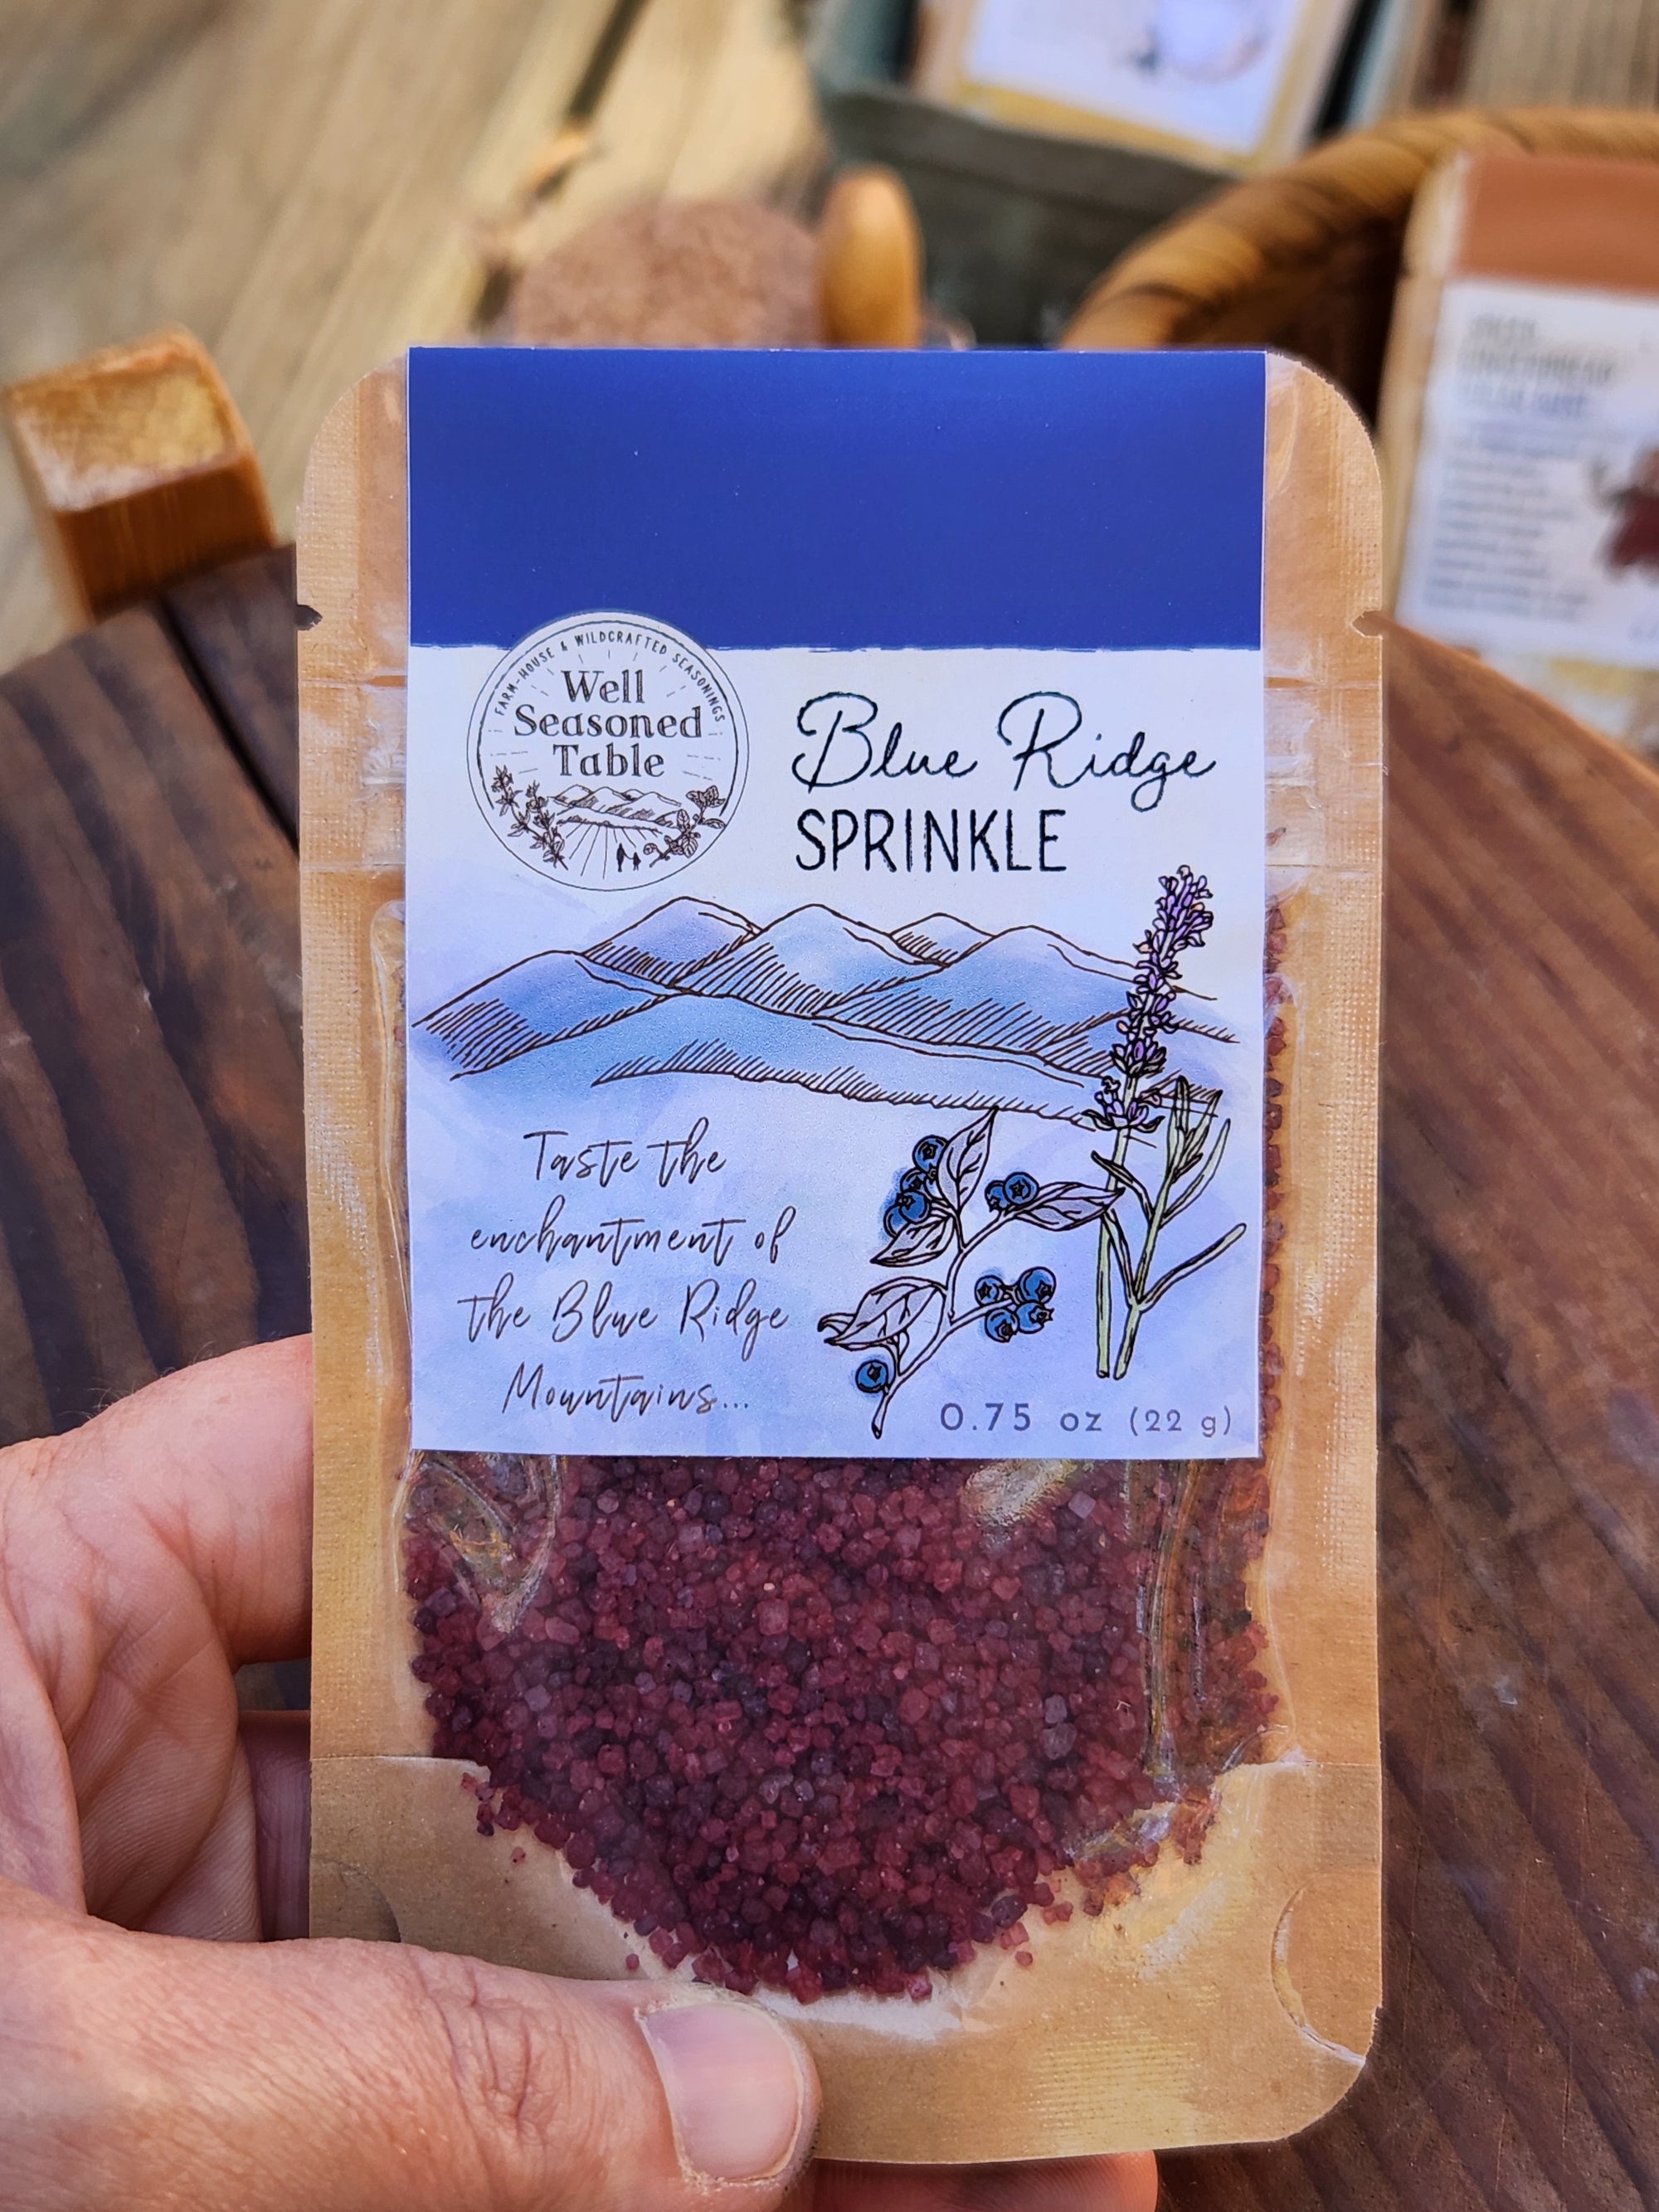 FARM-HOUSE & WILDCRAFTED SEASONINGS
Well
Seasoned
Table
Blue Ridge
SPRINKLE
Taste the
enchantment of
the Blue Ridge
Mountains...
0.75 oz (22 g)